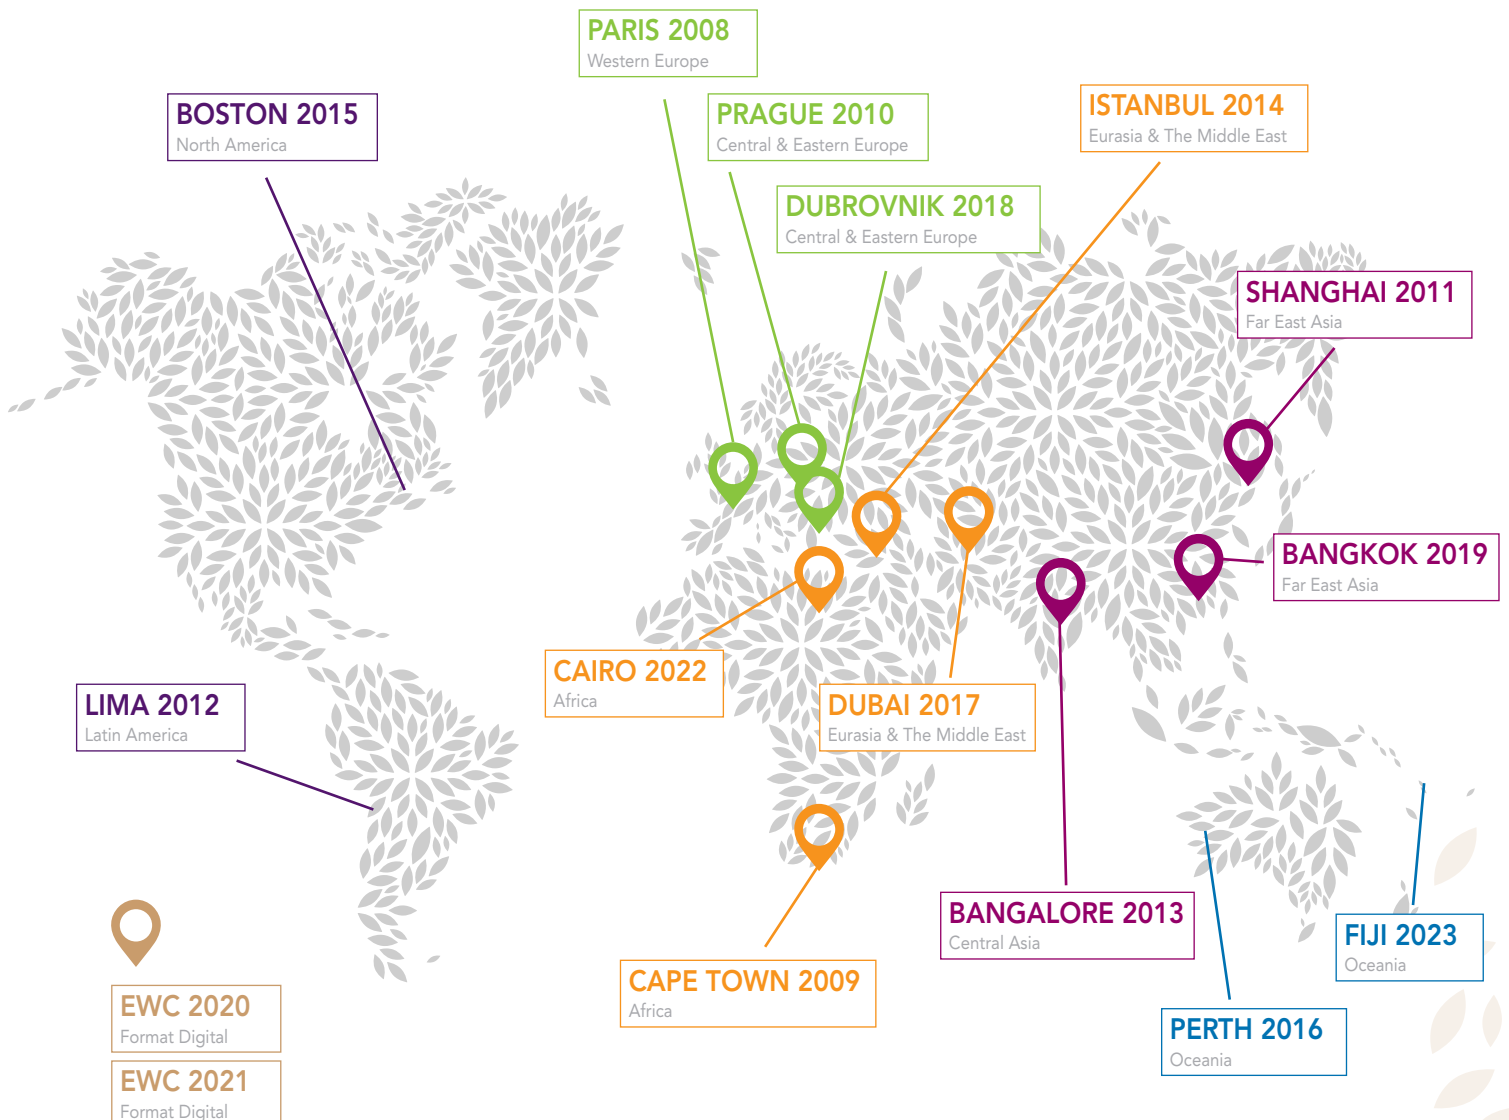 PARIS 2008
Western Europe
BOSTON 2015
North America
PRAGUE 2010
Central & Eastern Europe
ISTANBUL 2014
Eurasia & The Middle East
DUBROVNIK 2018
Central & Eastern Europe
SHANGHAI 2011
Far East Asia
BANGKOK 2019
Far East Asia
CAIRO 2022
Africa
LIMA 2012
Latin America
DUBAI 2017
Eurasia & The Middle East
BANGALORE 2013
Central Asia
FIJI 2023
Oceania
CAPE TOWN 2009
Africa
EWC 2020
Format Digital
PERTH 2016
Oceania
EWC 2021
Format Digital